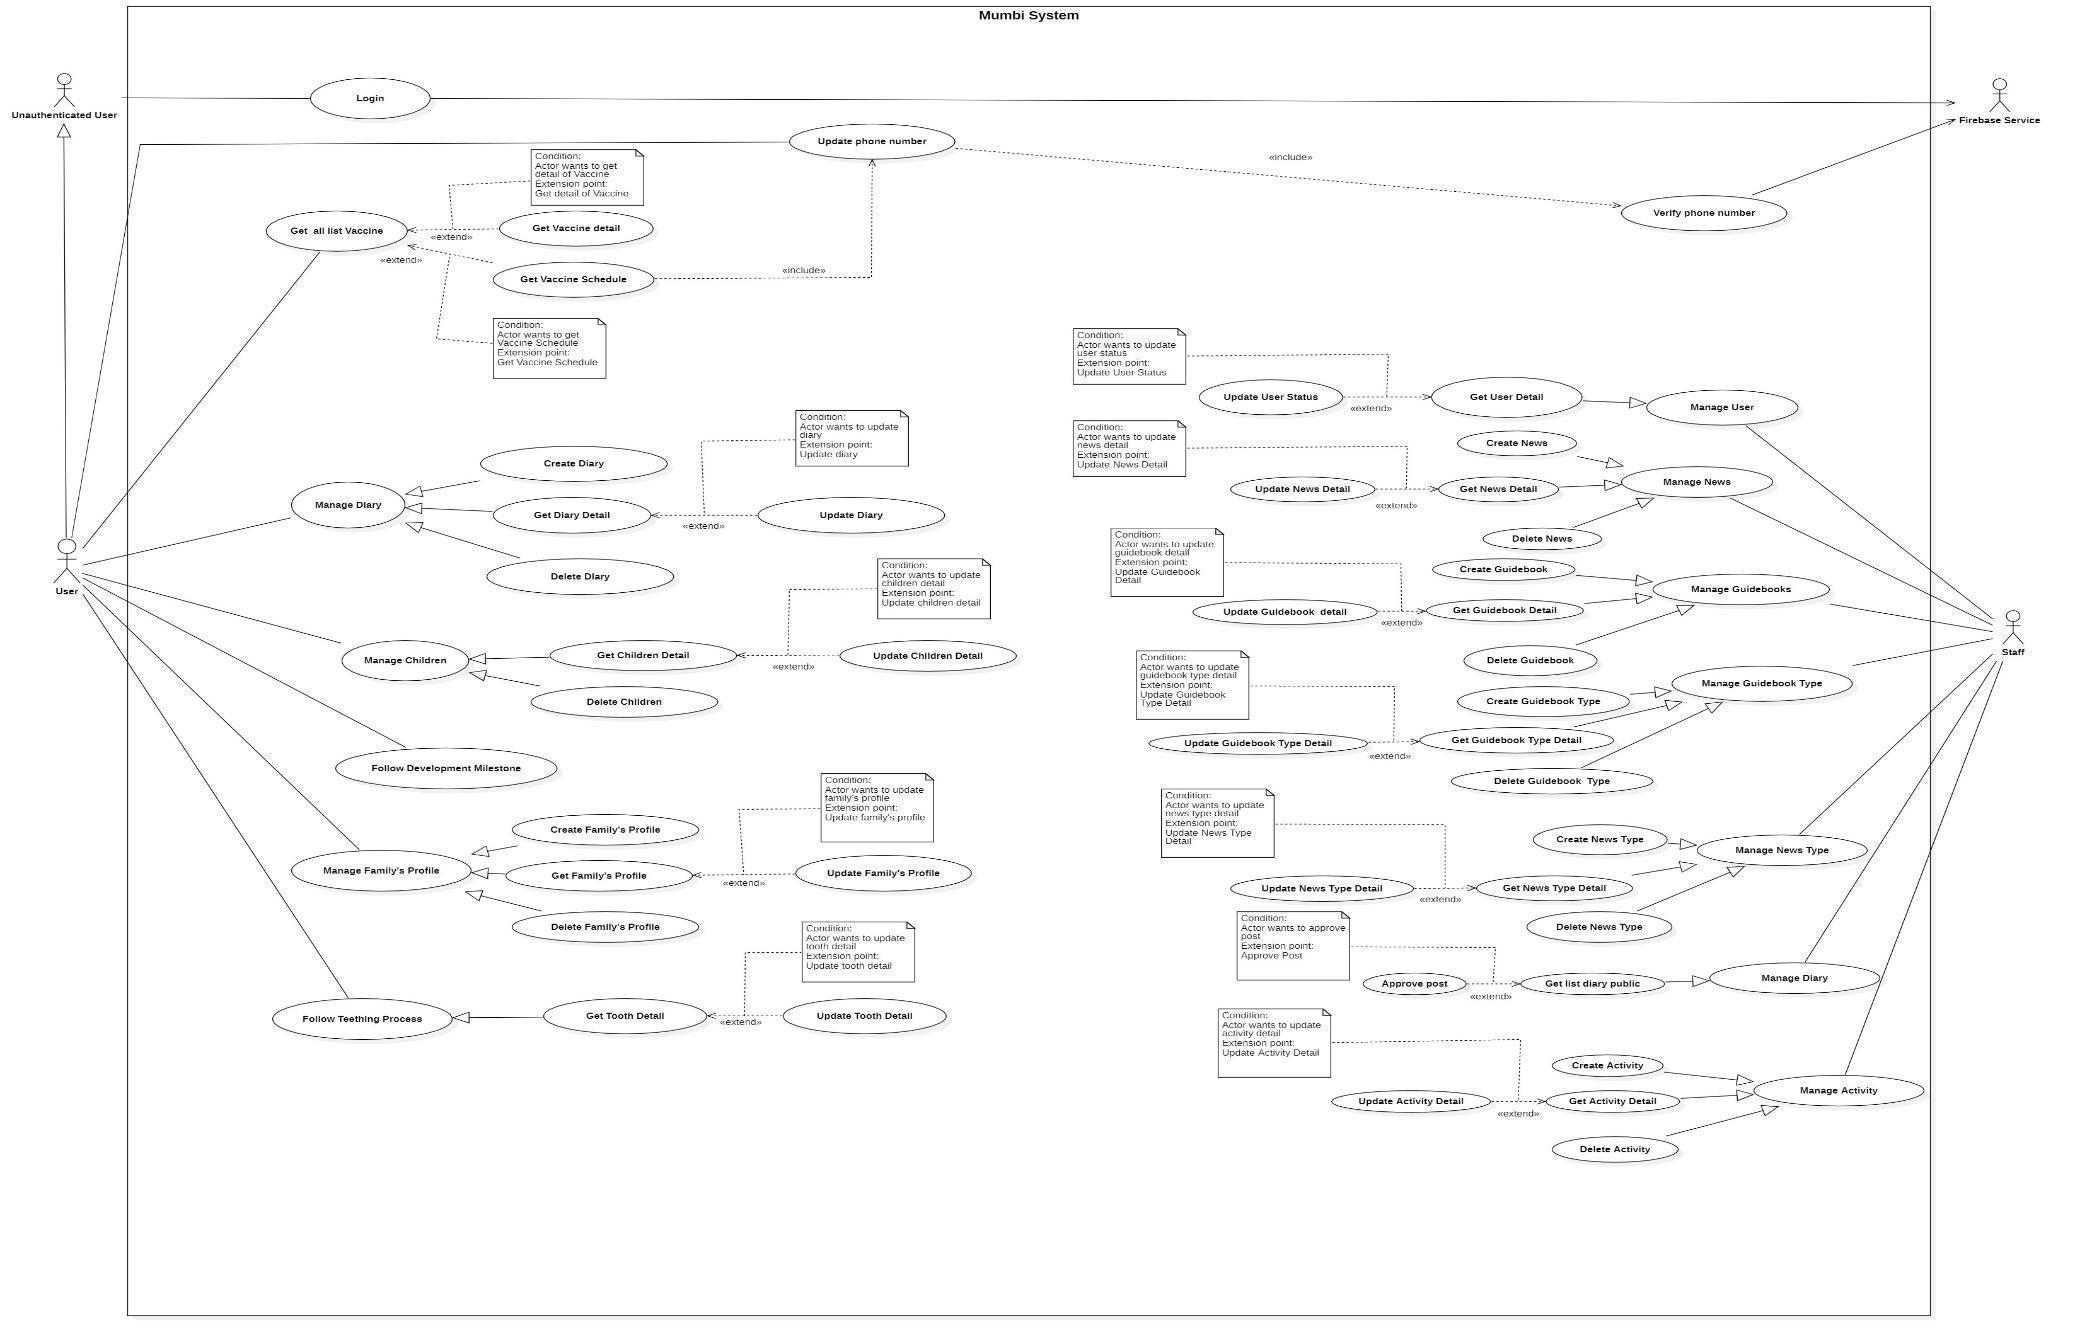 Mumbi System
Unauthenticated User
Login
Firebase Service
Update phone number
«include»
Verify phone number
Condition:
Actor wants to get
detail of Vaccine
Extension point:
Get detail of Vaccine
Get  all list Vaccine
«extend»
Get Vaccine detail
«extend»
Get Vaccine Schedule
«include»
Condition:
Actor wants to get
Vaccine Schedule
Extension point:
Get Vaccine Schedule
User
Condition:
Actor wants to update
diary
Extension point:
Update diary
Create Diary
Manage Diary
Get Diary Detail
«extend»
Update Diary
Delete DIary
Condition:
Actor wants to update
children detail
Extension point:
Update children detail
Manage Children
Get Children Detail
«extend»
Update Children Detail
Delete Children
Follow Development Milestone
Condition:
Actor wants to update
family's profile
Extension point:
Update family's profile
Create Family's Profile
Manage Family's Profile
Get Family's Profile
«extend»
Update Family's Profile
Delete Family's Profile
Condition:
Actor wants to update
tooth detail
Extension point:
Update tooth detail
Follow Teething Process
Get Tooth Detail
«extend»
Update Tooth Detail
Condition:
Actor wants to update
user status
Extension point:
Update User Status
Update User Status
«extend»
Get User Detail
Manage User
Condition:
Actor wants to update
news detail
Extension point:
Update News Detail
Create News
Manage News
Update News Detail
«extend»
Get News Detail
Delete News
Condition:
Actor wants to update
guidebook detail
Extension point:
Update Guidebook
Detail
Create Guidebook
Manage Guidebooks
Update Guidebook  detail
«extend»
Get Guidebook Detail
Delete Guidebook
Staff
Condition:
Actor wants to update
guidebook type detail
Extension point:
Update Guidebook
Type Detail
Manage Guidebook Type
Create Guidebook Type
Update Guidebook Type Detail
«extend»
Get Guidebook Type Detail
Delete Guidebook  Type
Condition:
Actor wants to update
news type detail
Extension point:
Update News Type
Detail
Create News Type
Manage News Type
Update News Type Detail
«extend»
Get News Type Detail
Delete News Type
Condition:
Actor wants to approve
post
Extension point:
Approve Post
Approve post
«extend»
Get list diary public
Manage DIary
Condition:
Actor wants to update
activity detail
Extension point:
Update Activity Detail
Create Activity
Manage Activity
Update Activity Detail
«extend»
Get Activity Detail
Delete Activity